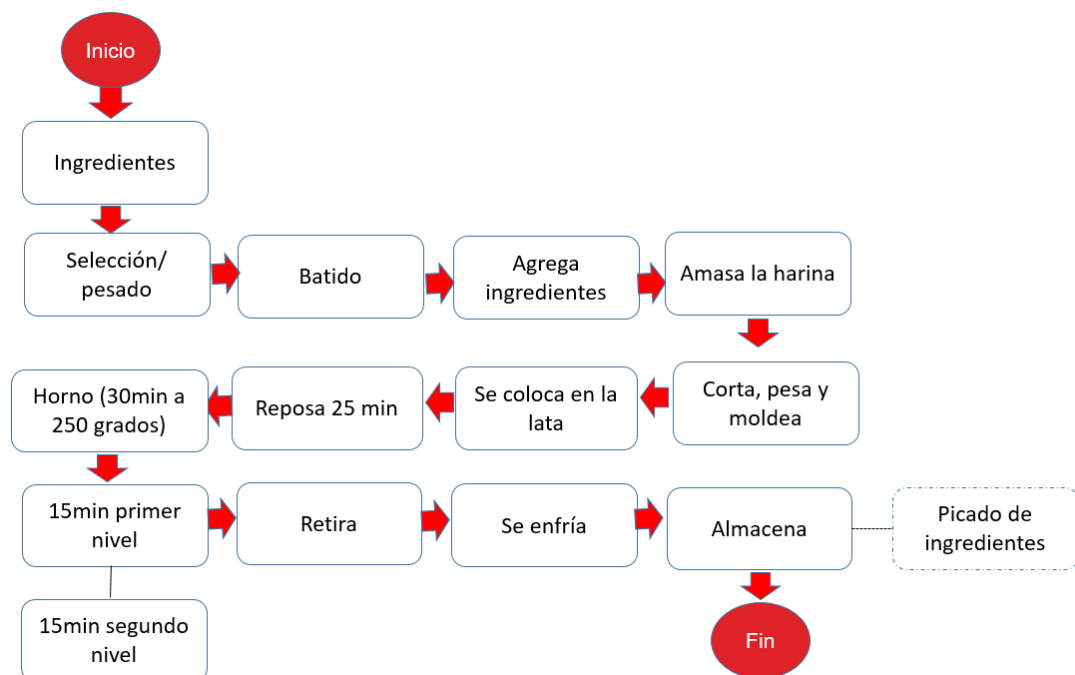 Inicio
Ingredientes
Selección/
pesado
Batido
Agrega
ingredientes
Amasa la harina
Horno (30min a
250 grados)
Reposa 25 min
Se coloca en la
lata
Corta, pesa y
moldea
15min primer
nivel
Retira
Se enfría
Almacena
Picado de
ingredientes
15min segundo
nivel
Fin